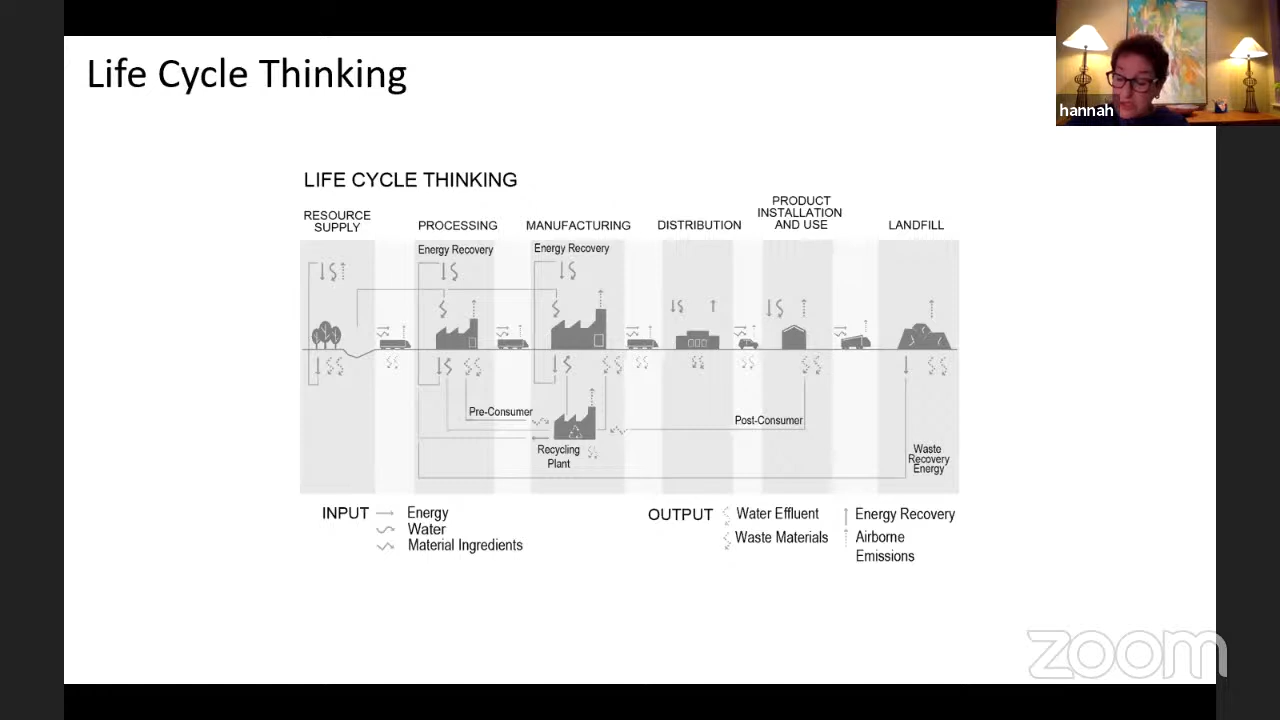 Life Cycle Thinking
hannah
LIFE CYCLE THINKING
RESOURCE
SUPPLY
PROCESSING
MANUFACTURING
DISTRIBUTION
PRODUCT
INSTALLATION
AND USE
LANDFILL
Energy Recovery
Energy Recovery
Pre-Consumer
Post-Consumer
Recycling
Plant
Waste
Recovery
Energy
INPUT
Energy
Water
Material Ingredients
OUTPUT
Water Effluent
Waste Materials
Energy Recovery
Airborne
Emissions
zoom